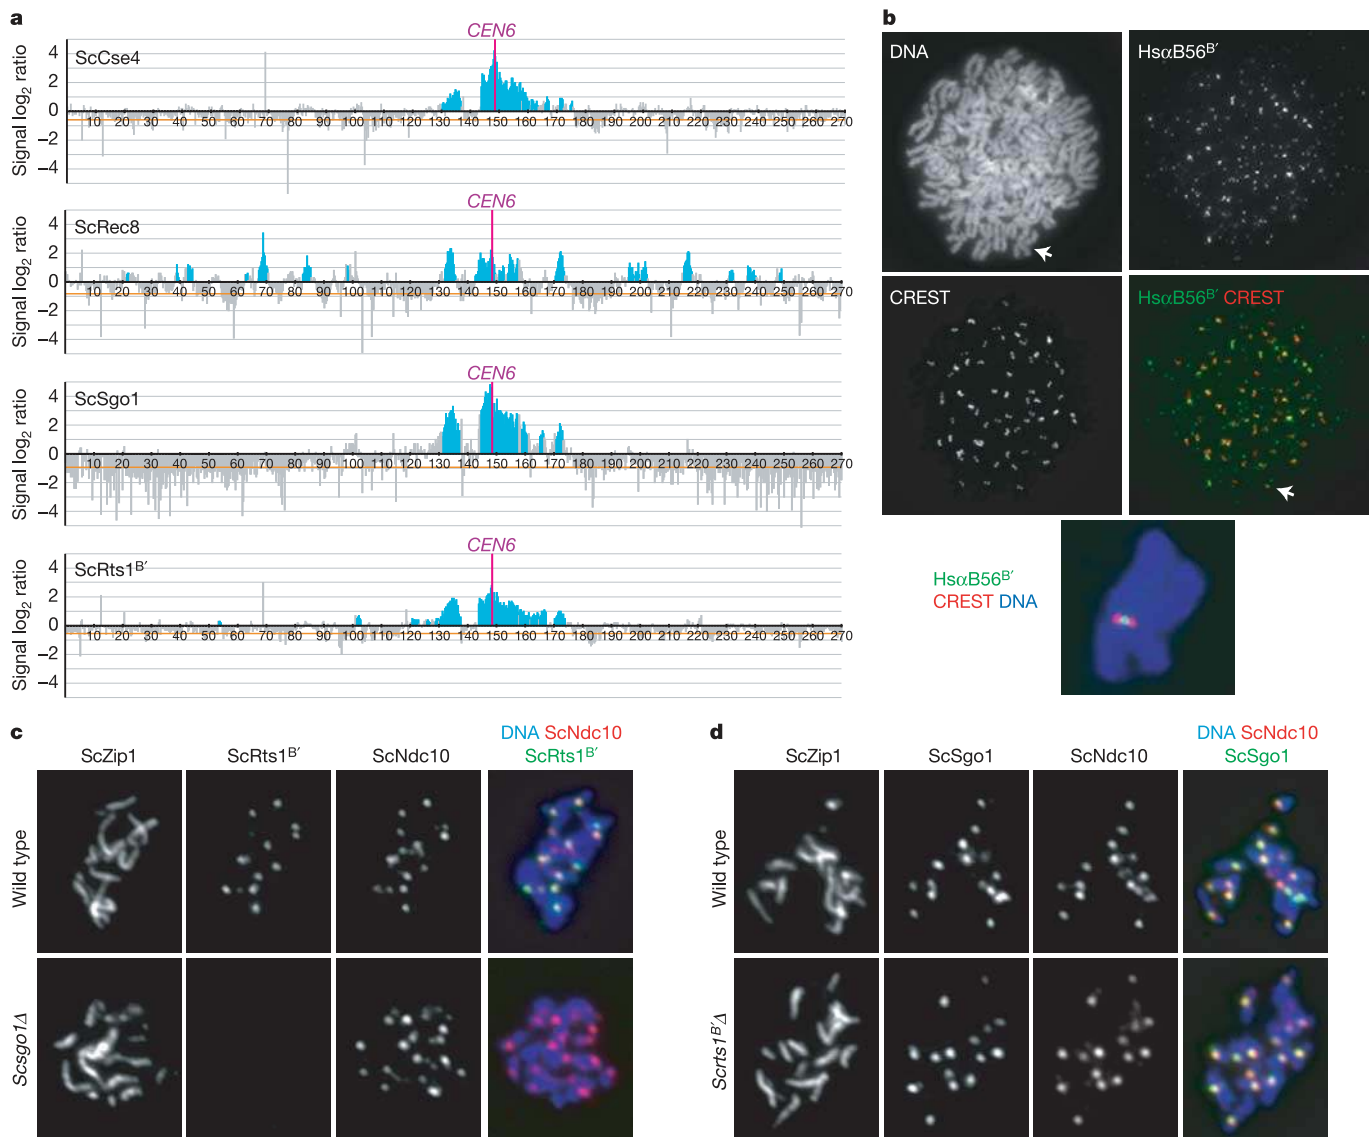 a
CEN6
ScCse4
Signal log2 ratio
4
2
0
−2
−4
10 20 30 40 50 60 70 80 90 100 110 120 130 140 150 160 170 180 190 200 210 220 230 240 250 260 270
CEN6
ScRec8
Signal log2 ratio
4
2
0
−2
−4
10 20 30 40 50 60 70 80 90 100 110 120 130 140 150 160 170 180 190 200 210 220 230 240 250 260 270
CEN6
ScSgo1
Signal log2 ratio
4
2
0
−2
−4
10 20 30 40 50 60 70 80 90 100 110 120 130 140 150 160 170 180 190 200 210 220 230 240 250 260 270
CEN6
ScRts1B′
Signal log2 ratio
4
2
0
−2
−4
10 20 30 40 50 60 70 80 90 100 110 120 130 140 150 160 170 180 190 200 210 220 230 240 250 260 270
b
DNA
HsαB56B′
CREST
HsαB56B′ CREST
HsαB56B′
CREST DNA
c
ScZip1
ScRts1B′
ScNdc10
DNA ScNdc10
ScRts1B′
Wild type
Scsgo1Δ
d
ScZip1
ScSgo1
ScNdc10
DNA ScNdc10
ScSgo1
Wild type
Scrts1B′Δ